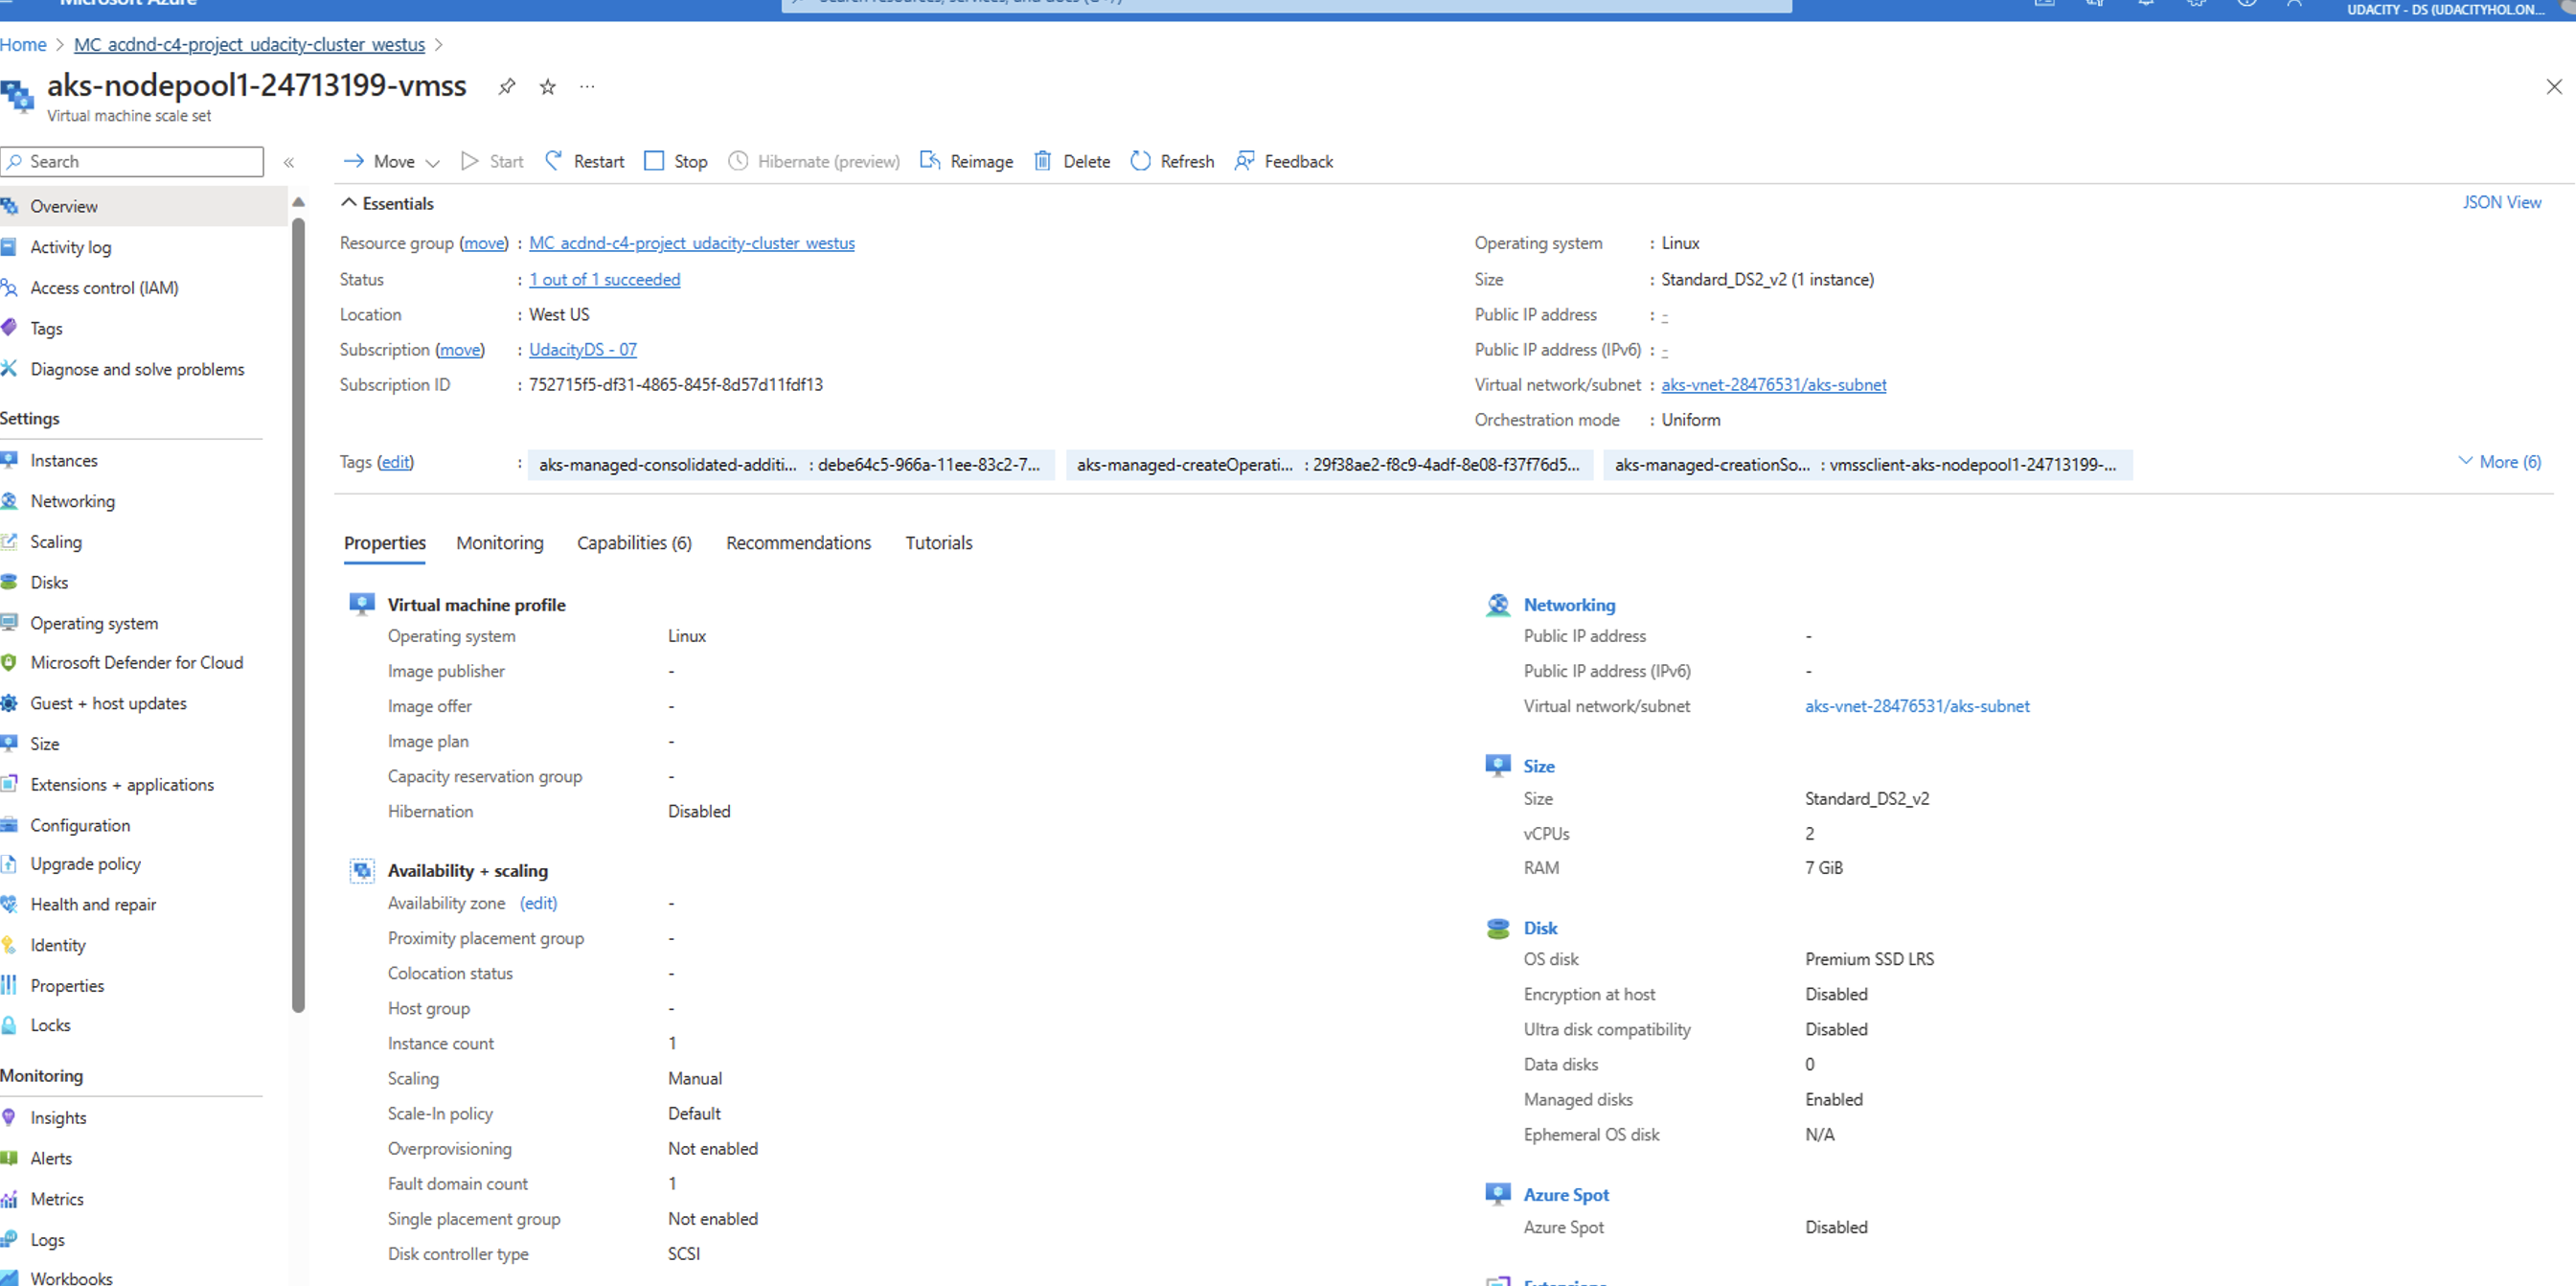 Microsoft Azure
Search resources, services, and docs (G+/)
UDACITY - DS (UDACITYHOL.ON...
Home > MC_acdnd-c4-project_udacity-cluster_westus >
aks-nodepool1-24713199-vmss ...
Virtual machine scale set
Search «
Move Start Restart Stop Hibernate (preview) Reimage Delete Refresh Feedback
Overview
Activity log
Access control (IAM)
Tags
Diagnose and solve problems
Settings
Instances
Networking
Scaling
Disks
Operating system
Microsoft Defender for Cloud
Guest + host updates
Size
Extensions + applications
Configuration
Upgrade policy
Health and repair
Identity
Properties
Locks
Monitoring
Insights
Alerts
Metrics
Logs
Workbooks
Essentials
JSON View
Resource group (move) : MC_acdnd-c4-project_udacity-cluster_westus
Status : 1 out of 1 succeeded
Location : West US
Subscription (move) : UdacityDS - 07
Subscription ID : 752715f5-df31-4865-845f-8d57d11fdf13
Operating system : Linux
Size : Standard_DS2_v2 (1 instance)
Public IP address : -
Public IP address (IPv6) : -
Virtual network/subnet : aks-vnet-28476531/aks-subnet
Orchestration mode : Uniform
Tags (edit) : aks-managed-consolidated-additi... : debe64c5-966a-11ee-83c2-7... aks-managed-createOperati... : 29f38ae2-f8c9-4adf-8e08-f37f76d5... aks-managed-creationSo... : vmssclient-aks-nodepool1-24713199-... More (6)
Properties Monitoring Capabilities (6) Recommendations Tutorials
Virtual machine profile
Operating system Linux
Image publisher -
Image offer -
Image plan -
Capacity reservation group -
Hibernation Disabled
Availability + scaling
Availability zone (edit) -
Proximity placement group -
Colocation status -
Host group -
Instance count 1
Scaling Manual
Scale-In policy Default
Overprovisioning Not enabled
Fault domain count 1
Single placement group Not enabled
Disk controller type SCSI
Networking
Public IP address -
Public IP address (IPv6) -
Virtual network/subnet aks-vnet-28476531/aks-subnet
Size
Size Standard_DS2_v2
vCPUs 2
RAM 7 GiB
Disk
OS disk Premium SSD LRS
Encryption at host Disabled
Ultra disk compatibility Disabled
Data disks 0
Managed disks Enabled
Ephemeral OS disk N/A
Azure Spot
Azure Spot Disabled
Extensions